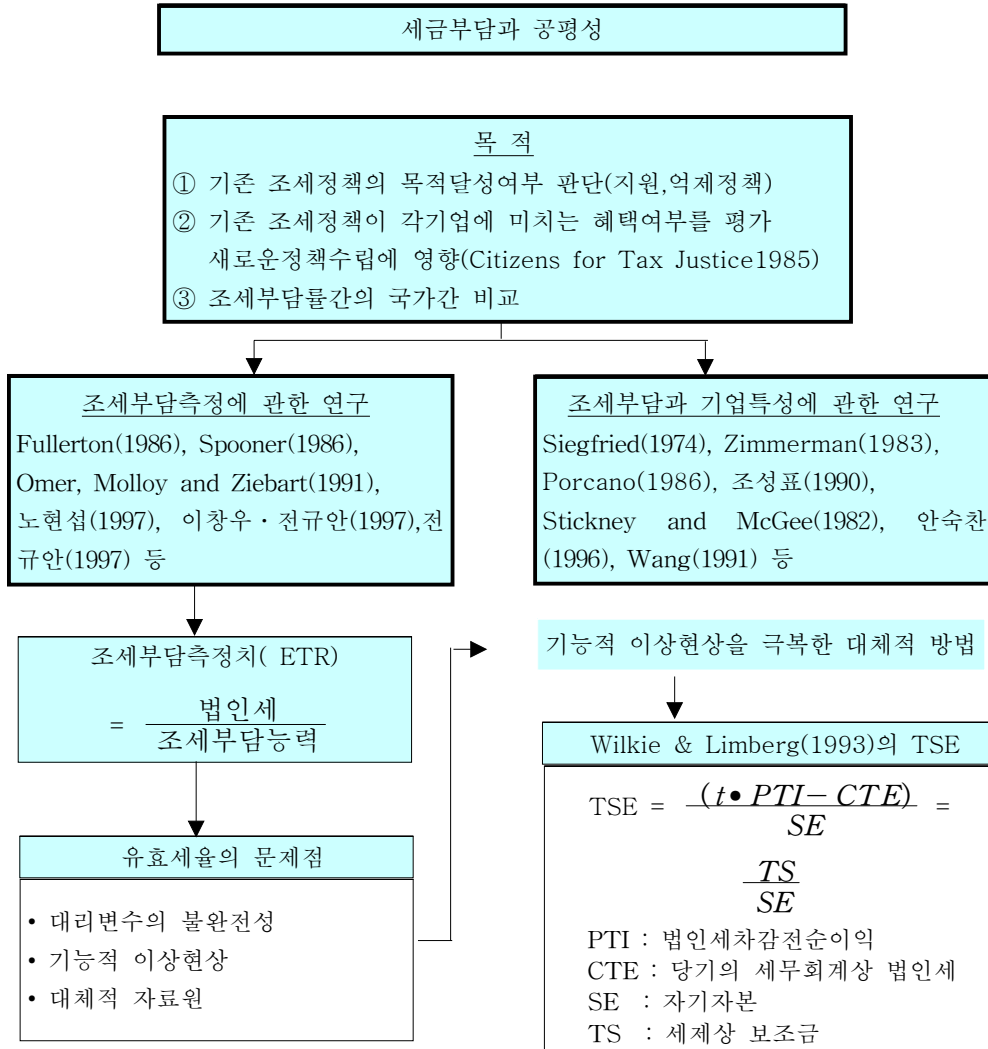 세금부담과 공평성
목 적
① 기존 조세정책의 목적달성여부 판단(지원,억제정책)
② 기존 조세정책이 각기업에 미치는 혜택여부를 평가
새로운정책수립에 영향(Citizens for Tax Justice1985)
③ 조세부담률간의 국가간 비교
조세부담측정에 관한 연구
Fullerton(1986), Spooner(1986),
Omer, Molloy and Ziebart(1991),
노현섭(1997), 이창우·전규안(1997),전
규안(1997) 등
조세부담과 기업특성에 관한 연구
Siegfried(1974), Zimmerman(1983),
Porcano(1986), 조성표(1990),
Stickney and McGee(1982), 안숙찬
(1996), Wang(1991) 등
조세부담측정치( ETR)
= 법인세
조세부담능력
유효세율의 문제점
• 대리변수의 불완전성
• 기능적 이상현상
• 대체적 자료원
기능적 이상현상을 극복한 대체적 방법
Wilkie & Limberg(1993)의 TSE
TSE = (t• PTI− CTE) =
SE
TS
SE
PTI : 법인세차감전순이익
CTE : 당기의 세무회계상 법인세
SE : 자기자본
TS : 세제상 보조금